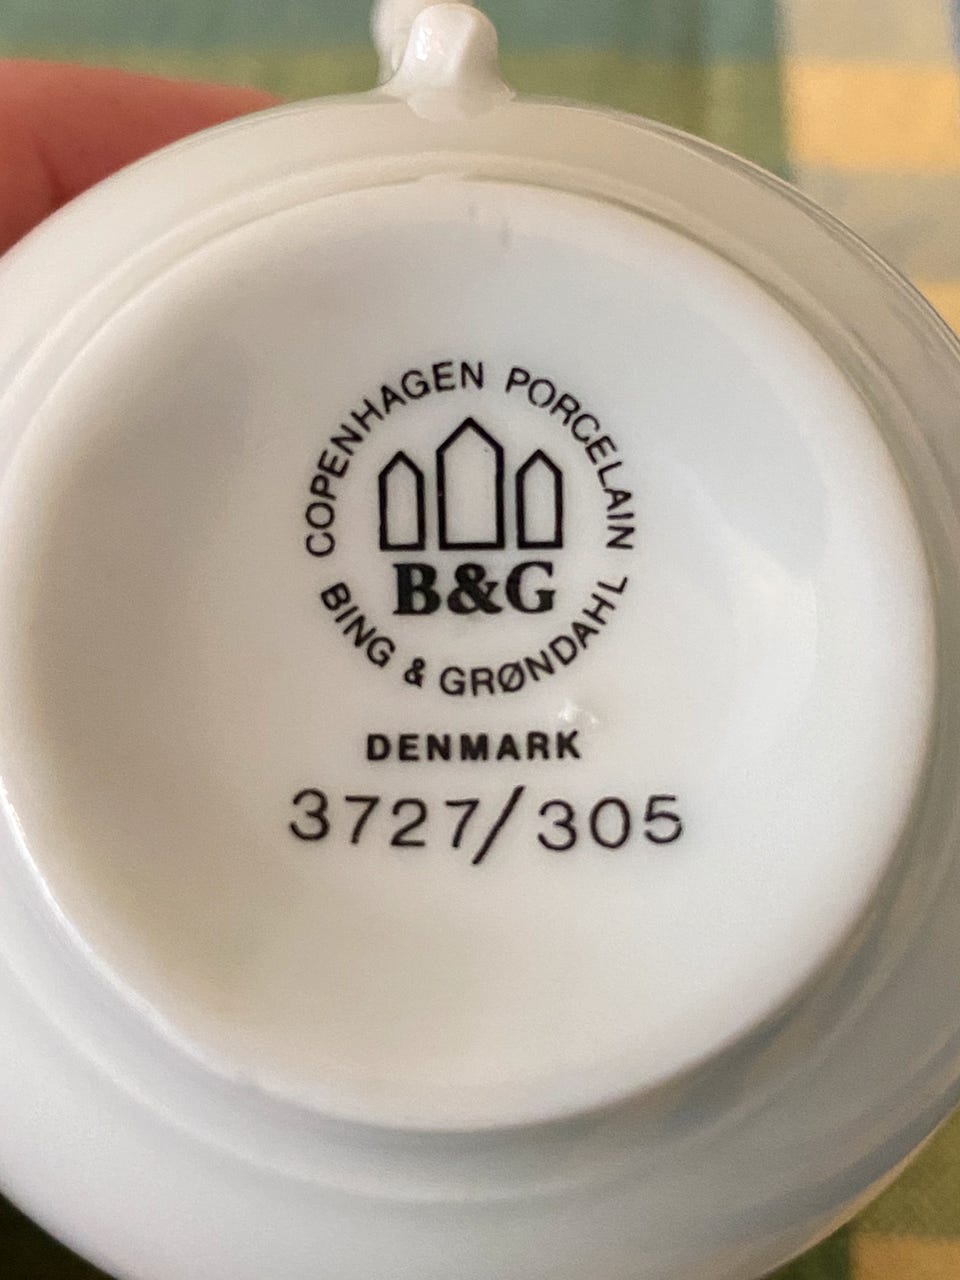 COPENHAGEN PORCELAIN
B&G
BING & GRØNDAHL
DENMARK
3727/305